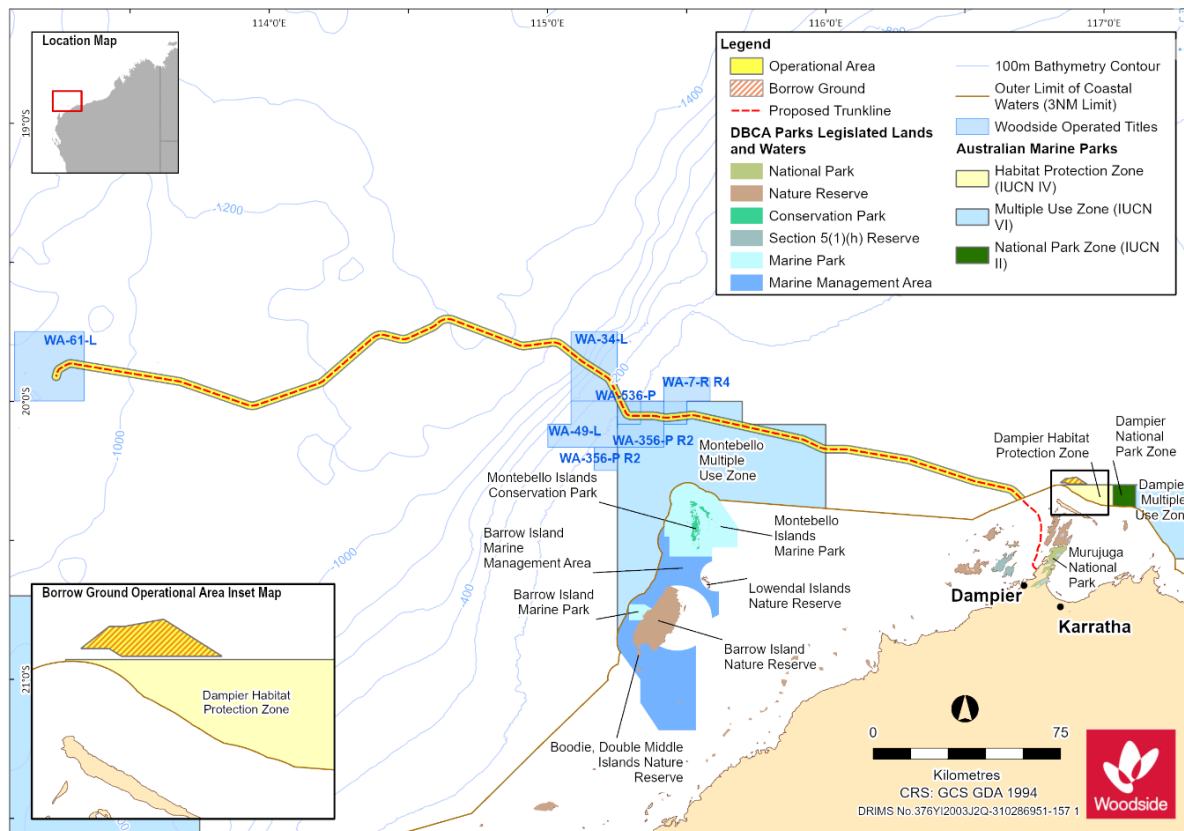 114°0'E
115°0'E
116°0'E
117°0'E
Location Map
19°0'S
20°0'S
21°0'S
Legend
Operational Area
Borrow Ground
Proposed Trunkline
DBCA Parks Legislated Lands
and Waters
National Park
Nature Reserve
Conservation Park
Section 5(1)(h) Reserve
Marine Park
Marine Management Area
100m Bathymetry Contour
Outer Limit of Coastal
Waters (3NM Limit)
Woodside Operated Titles
Australian Marine Parks
Habitat Protection Zone
(IUCN IV)
Multiple Use Zone (IUCN
VI)
National Park Zone (IUCN
II)
-1400
-1200
-200
-1000
-1000
-400
WA-61-L
WA-34-L
WA-7-R R4
WA-536-P
WA-49-L
WA-356-P R2
WA-356-P R2
Montebello
Multiple
Use Zone
Dampier Habitat
Protection Zone
Dampier
National
Park Zone
Dampier
Multiple
Use Zone
Montebello Islands
Conservation Park
Barrow Island
Marine
Management Area
Barrow Island
Marine Park
Montebello
Islands
Marine Park
Lowendal Islands
Nature Reserve
Barrow Island
Nature Reserve
Boodie, Double Middle
Islands Nature
Reserve
Murujuga
National
Park
Dampier
Karratha
Borrow Ground Operational Area Inset Map
Dampier Habitat
Protection Zone
0 75
Kilometres
CRS: GCS GDA 1994
DRIMS No.376YI2003J2Q-310286951-157 1
Woodside